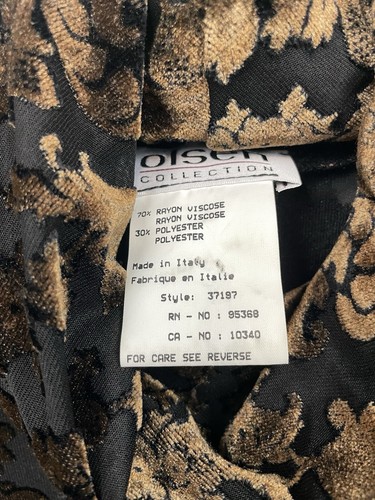 olsen
COLLECTION
70% RAYON VISCOSE
RAYON VISCOSE
30% POLYESTER
POLYESTER
Made in Italy
Fabrique en Italie
Style: 37197
RN - NO : 95368
CA - NO : 10340
FOR CARE SEE REVERSE